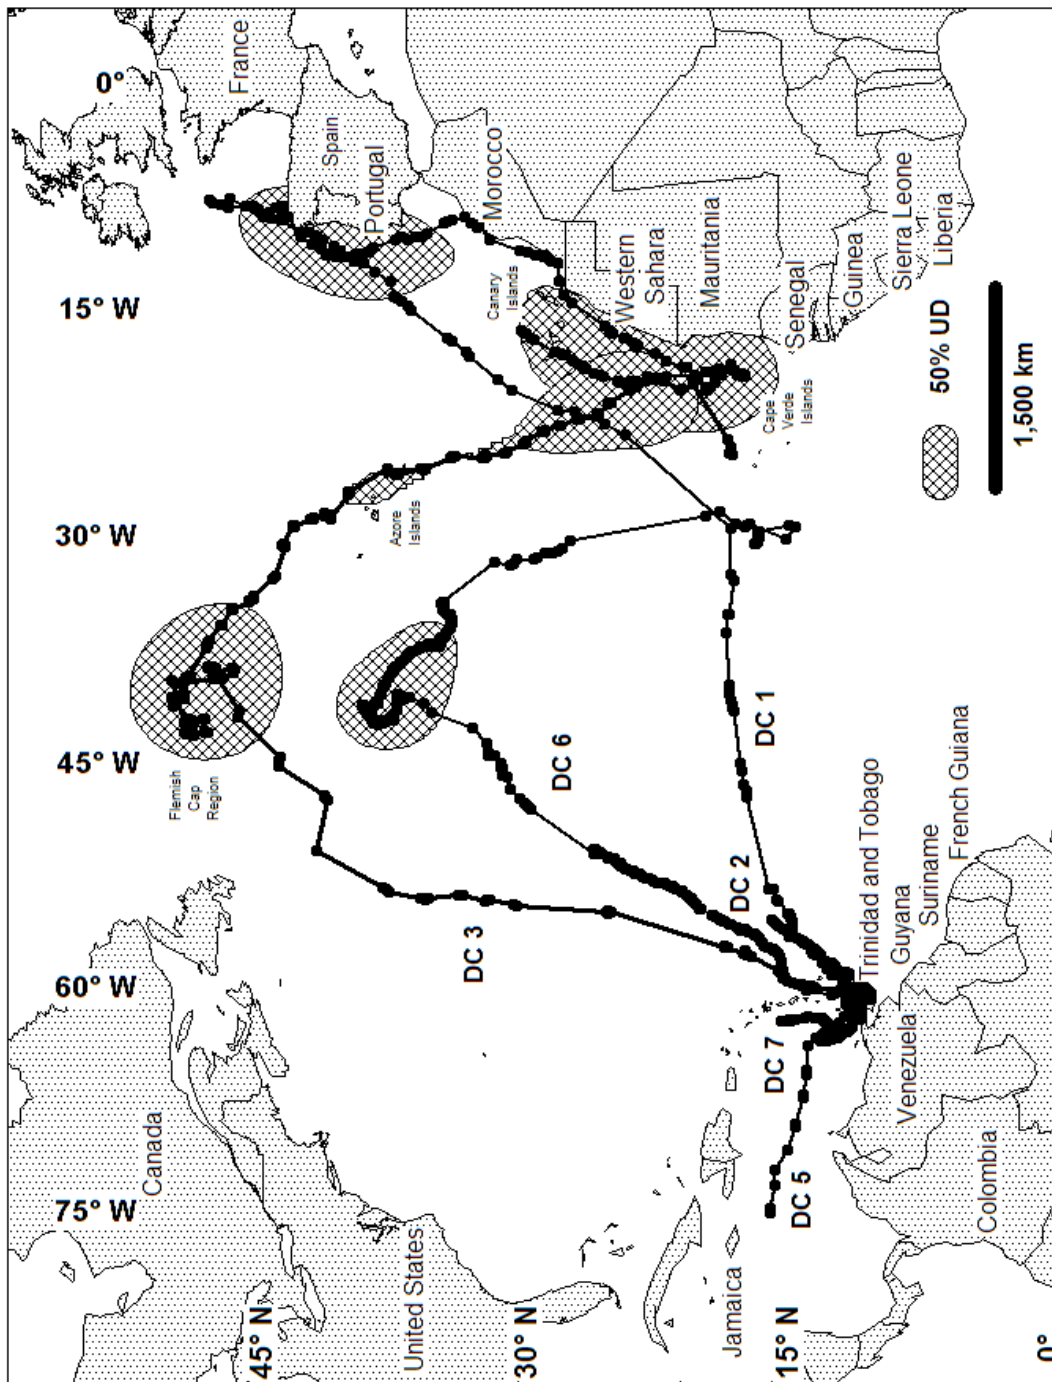 Canada
United States
Jamaica
Colombia
Venezuela
Trinidad and Tobago
Guyana
Suriname
French Guiana
France
Spain
Portugal
Morocco
Western
Sahara
Mauritania
Senegal
Guinea
Sierra Leone
Liberia
Canary
Islands
Cape
Verde
Islands
Azore
Islands
Flemish
Cap
Region
DC 1
DC 2
DC 3
DC 5
DC 6
DC 7
75° W
60° W
45° W
30° W
15° W
0°
45° N
30° N
15° N
0°
50% UD
1,500 km